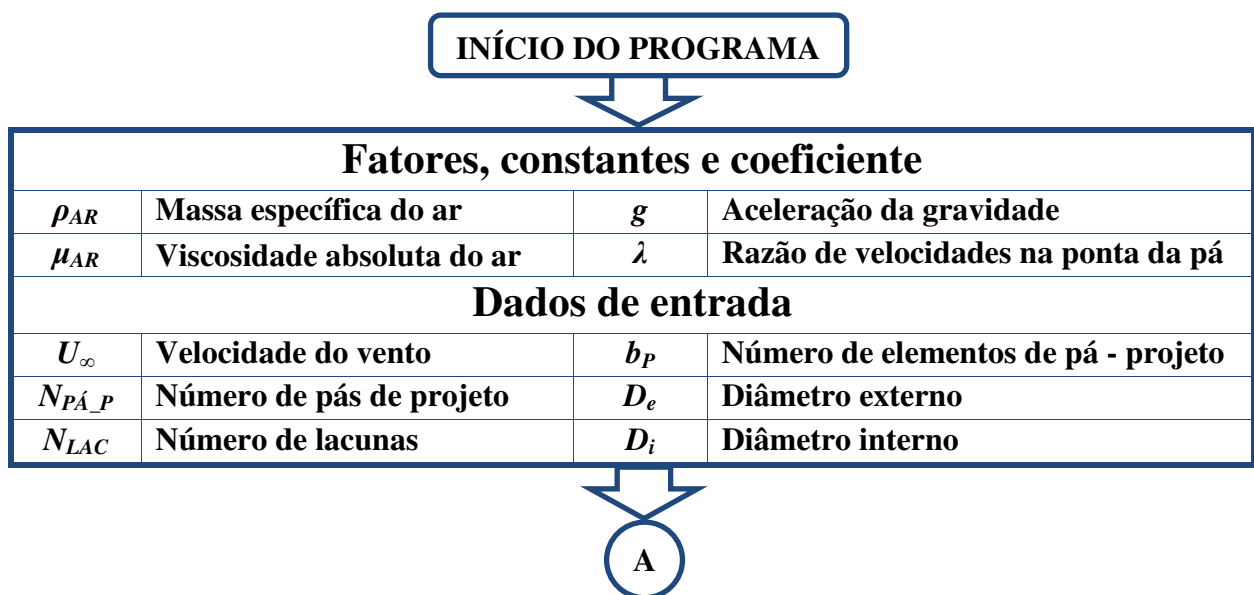 INÍCIO DO PROGRAMA
Fatores, constantes e coeficiente
ρAR Massa específica do ar g Aceleração da gravidade
μAR Viscosidade absoluta do ar λ Razão de velocidades na ponta da pá
Dados de entrada
U∞ Velocidade do vento bP Número de elementos de pá - projeto
NPÁ_P Número de pás de projeto De Diâmetro externo
NLAC Número de lacunas Di Diâmetro interno
A